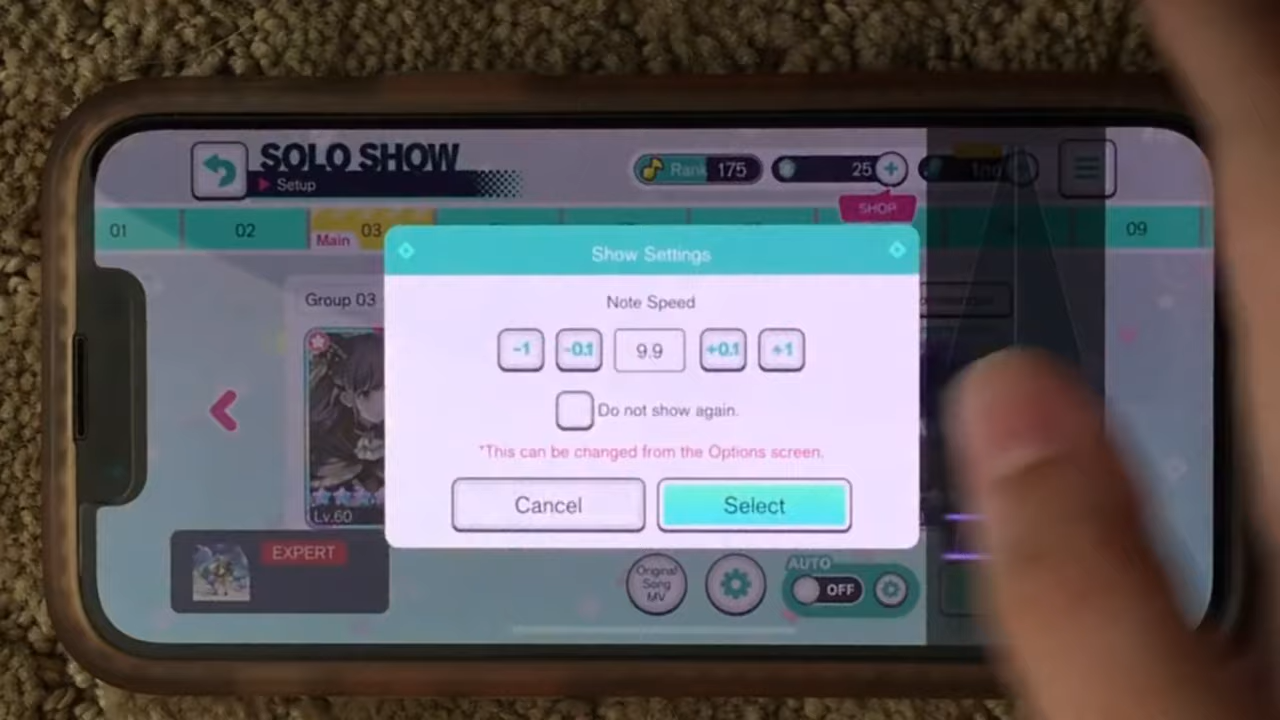 SOLO SHOW
Setup
Rank 175
25
SHOP
01
02
Main
03
09
Show Settings
Group 03
Note Speed
-1
-0.1
9.9
+0.1
+1
Do not show again.
*This can be changed from the Options screen.
Cancel
Select
Lv.60
EXPERT
Original
Song
MV
AUTO
OFF